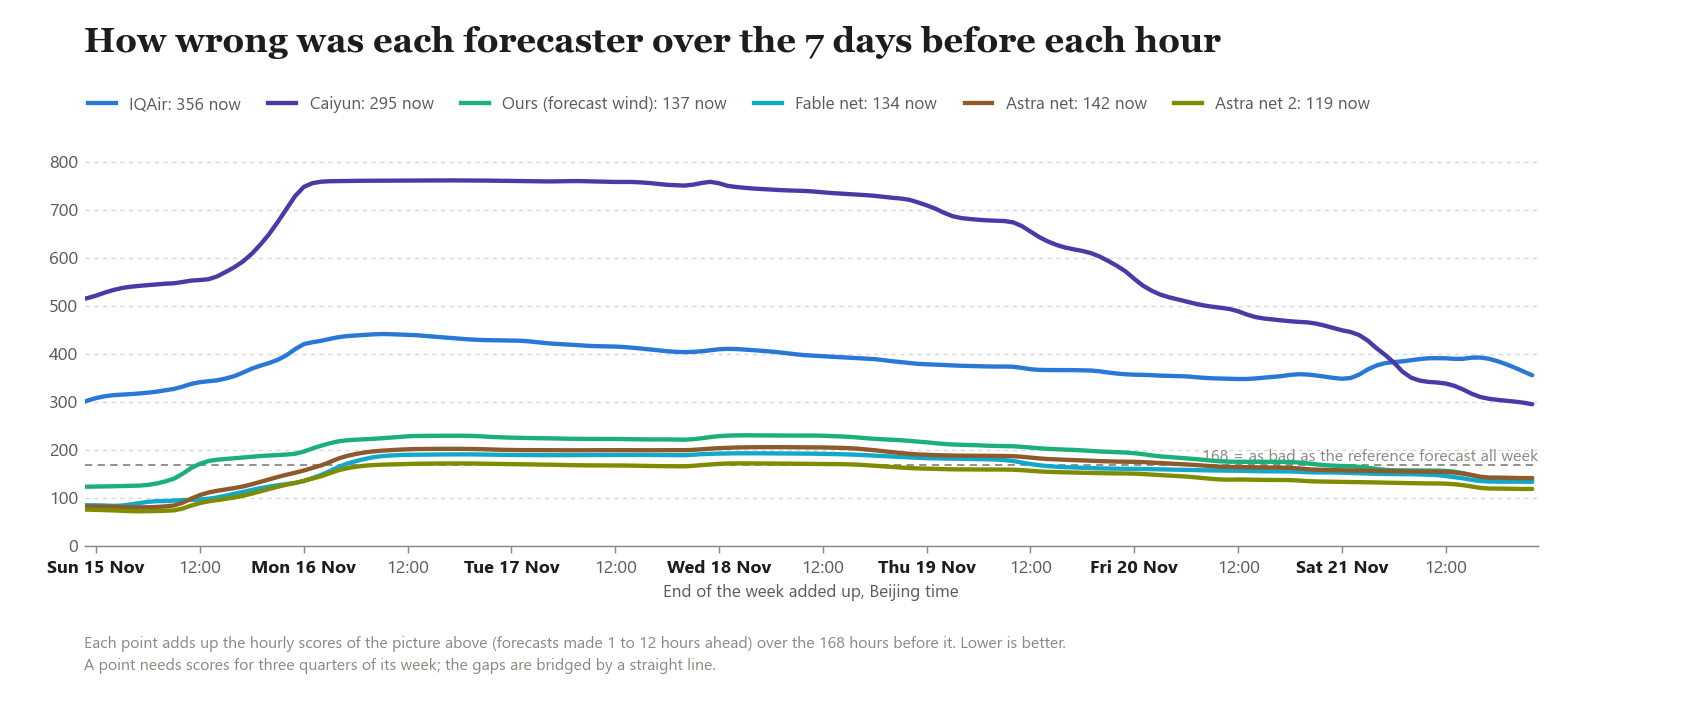 How wrong was each forecaster over the 7 days before each hour
IQAir: 356 now Caiyun: 295 now Ours (forecast wind): 137 now Fable net: 134 now Astra net: 142 now Astra net 2: 119 now
800
700
600
500
400
300
200
168 = as bad as the reference forecast all week
100
0
Sun 15 Nov 12:00 Mon 16 Nov 12:00 Tue 17 Nov 12:00 Wed 18 Nov 12:00 Thu 19 Nov 12:00 Fri 20 Nov 12:00 Sat 21 Nov 12:00
End of the week added up, Beijing time
Each point adds up the hourly scores of the picture above (forecasts made 1 to 12 hours ahead) over the 168 hours before it. Lower is better.
A point needs scores for three quarters of its week; the gaps are bridged by a straight line.